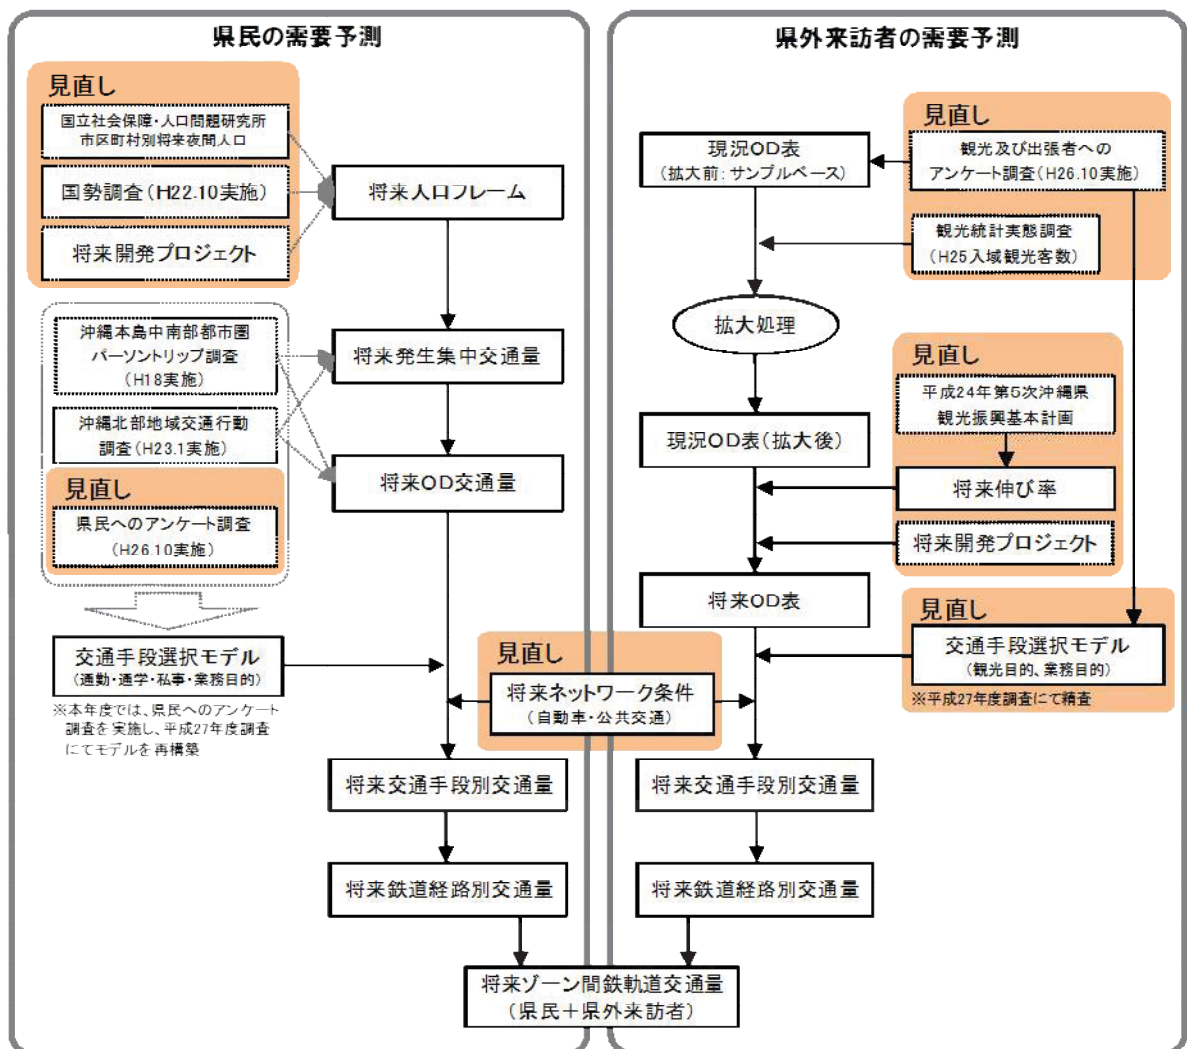 県民の需要予測
見直し
国立社会保障・人口問題研究所
市区町村別将来夜間人口
国勢調査(H22.10実施)
将来開発プロジェクト
将来人口フレーム
沖縄本島中南部都市圏
パーソントリップ調査
(H18実施)
沖縄北部地域交通行動
調査(H23.1実施)
将来発生集中交通量
将来OD交通量
見直し
県民へのアンケート調査
(H26.10実施)
交通手段選択モデル
(通勤・通学・私事・業務目的)
※本年度では、県民へのアンケート
調査を実施し、平成27年度調査
にてモデルを再構築
見直し
将来ネットワーク条件
(自動車・公共交通)
将来交通手段別交通量
将来鉄道経路別交通量
県外来訪者の需要予測
現況OD表
(拡大前:サンプルベース)
見直し
観光及び出張者への
アンケート調査(H26.10実施)
観光統計実態調査
(H25入域観光客数)
拡大処理
現況OD表(拡大後)
見直し
平成24年第5次沖縄県
観光振興基本計画
将来伸び率
将来開発プロジェクト
将来OD表
見直し
交通手段選択モデル
(観光目的、業務目的)
※平成27年度調査にて精査
将来交通手段別交通量
将来鉄道経路別交通量
将来ゾーン間鉄軌道交通量
(県民+県外来訪者)